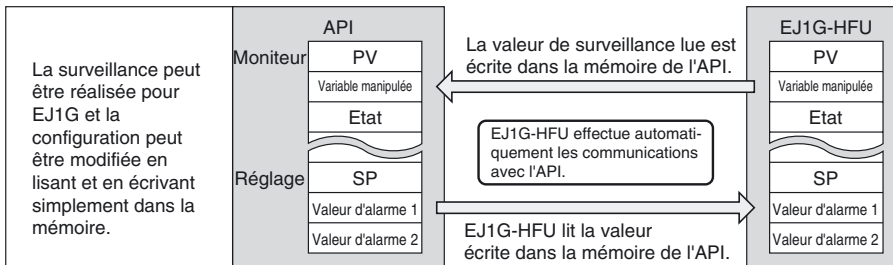 La surveillance peut
être réalisée pour
EJ1G et la
configuration peut
être modifiée en
lisant et en écrivant
simplement dans la
mémoire.
API
Moniteur
PV
Variable manipulée
Etat
Réglage
SP
Valeur d'alarme 1
Valeur d'alarme 2
La valeur de surveillance lue est
écrite dans la mémoire de l'API.
EJ1G-HFU effectue automati-
quement les communications
avec l'API.
EJ1G-HFU lit la valeur
écrite dans la mémoire de l'API.
EJ1G-HFU
PV
Variable manipulée
Etat
SP
Valeur d'alarme 1
Valeur d'alarme 2